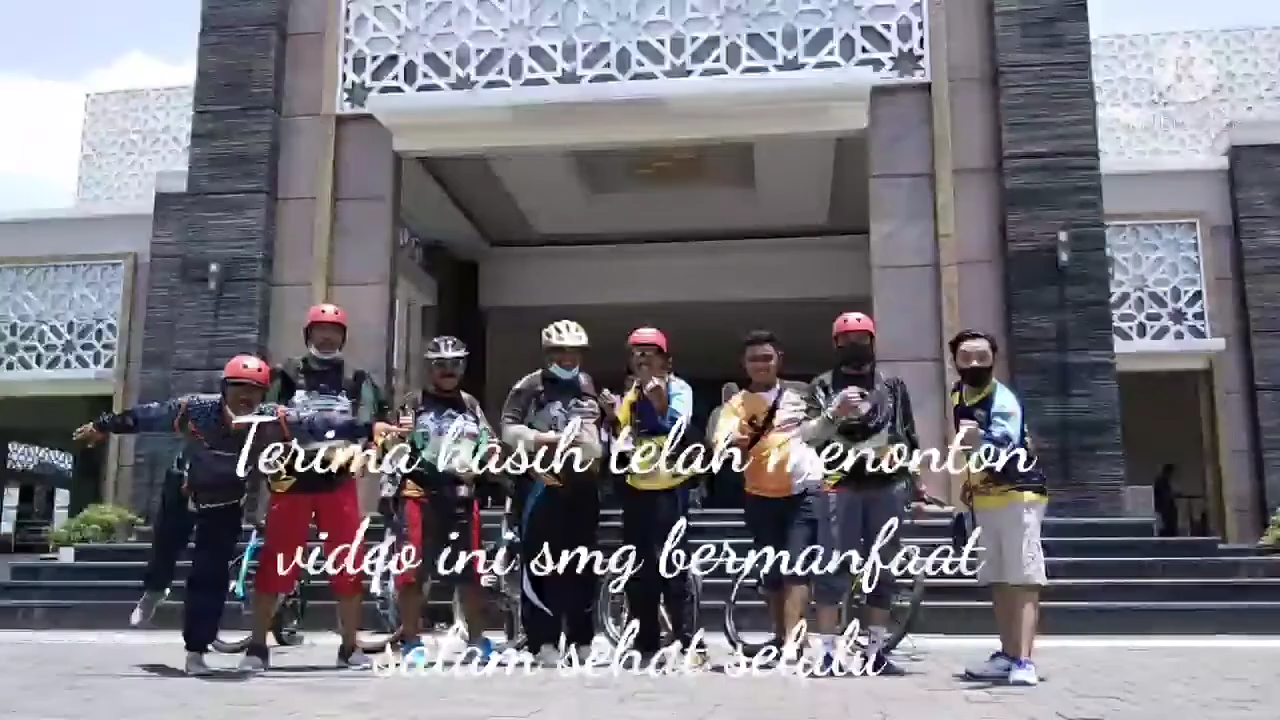 Terima kasih telah menonton
video ini smg bermanfaat
salam sehat selalu